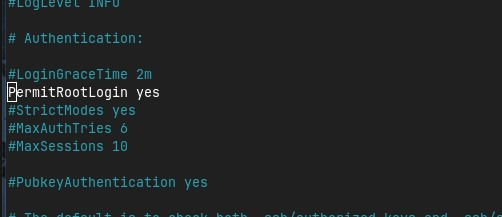 #LogLevel INFO
# Authentication:
#LoginGraceTime 2m
PermitRootLogin yes
#StrictModes yes
#MaxAuthTries 6
#MaxSessions 10
#PubkeyAuthentication yes
# The default is to check both .ssh/authorized_keys and .ssh/